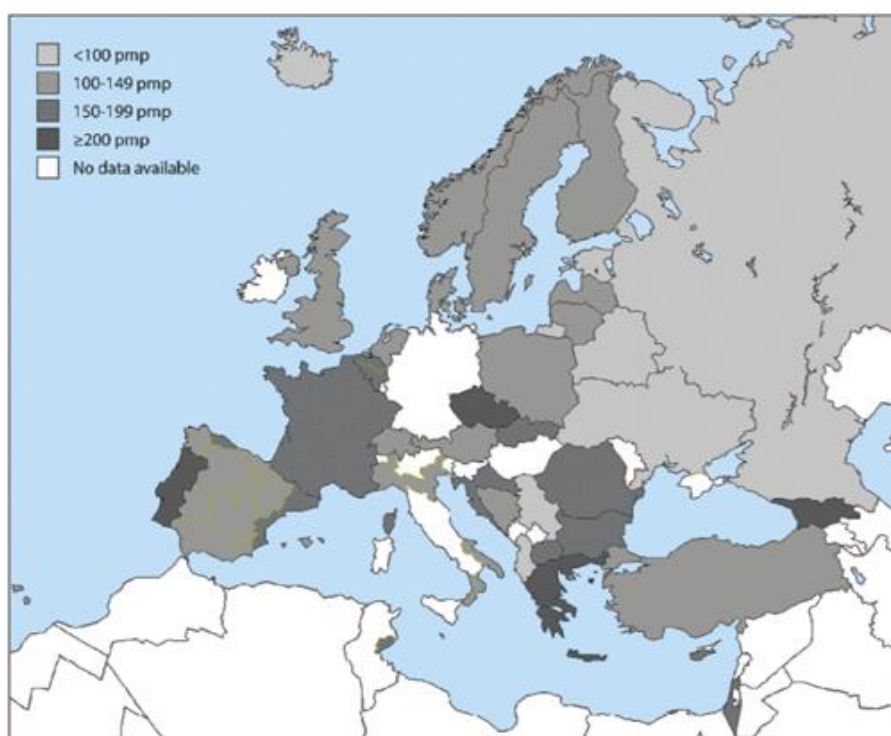 <100 pmp
100-149 pmp
150-199 pmp
≥200 pmp
No data available